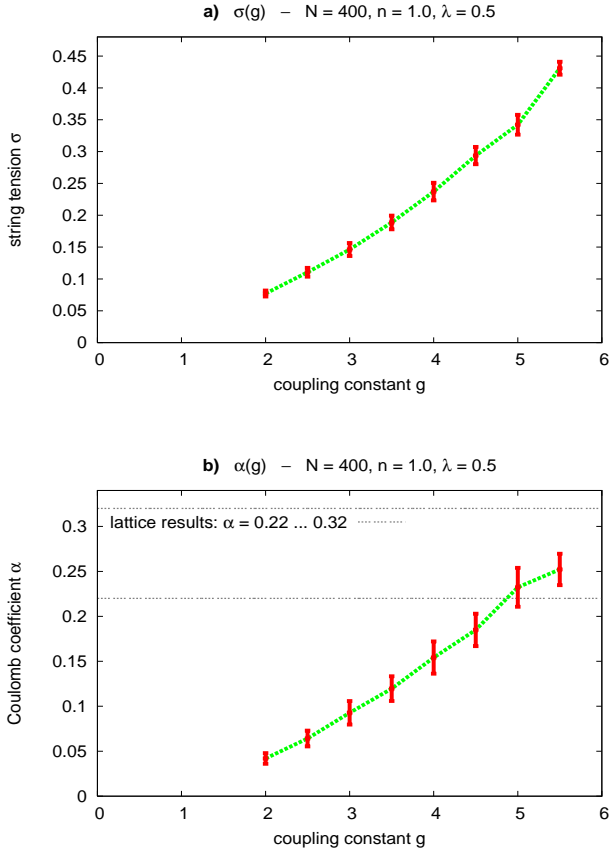 a) σ(g) – N = 400, n = 1.0, λ = 0.5
0.45
0.4
0.35
0.3
0.25
0.2
0.15
0.1
0.05
0
string tension σ
0 1 2 3 4 5 6
coupling constant g
b) α(g) – N = 400, n = 1.0, λ = 0.5
lattice results: α = 0.22 ... 0.32
0.3
0.25
0.2
0.15
0.1
0.05
0
Coulomb coefficient α
0 1 2 3 4 5 6
coupling constant g